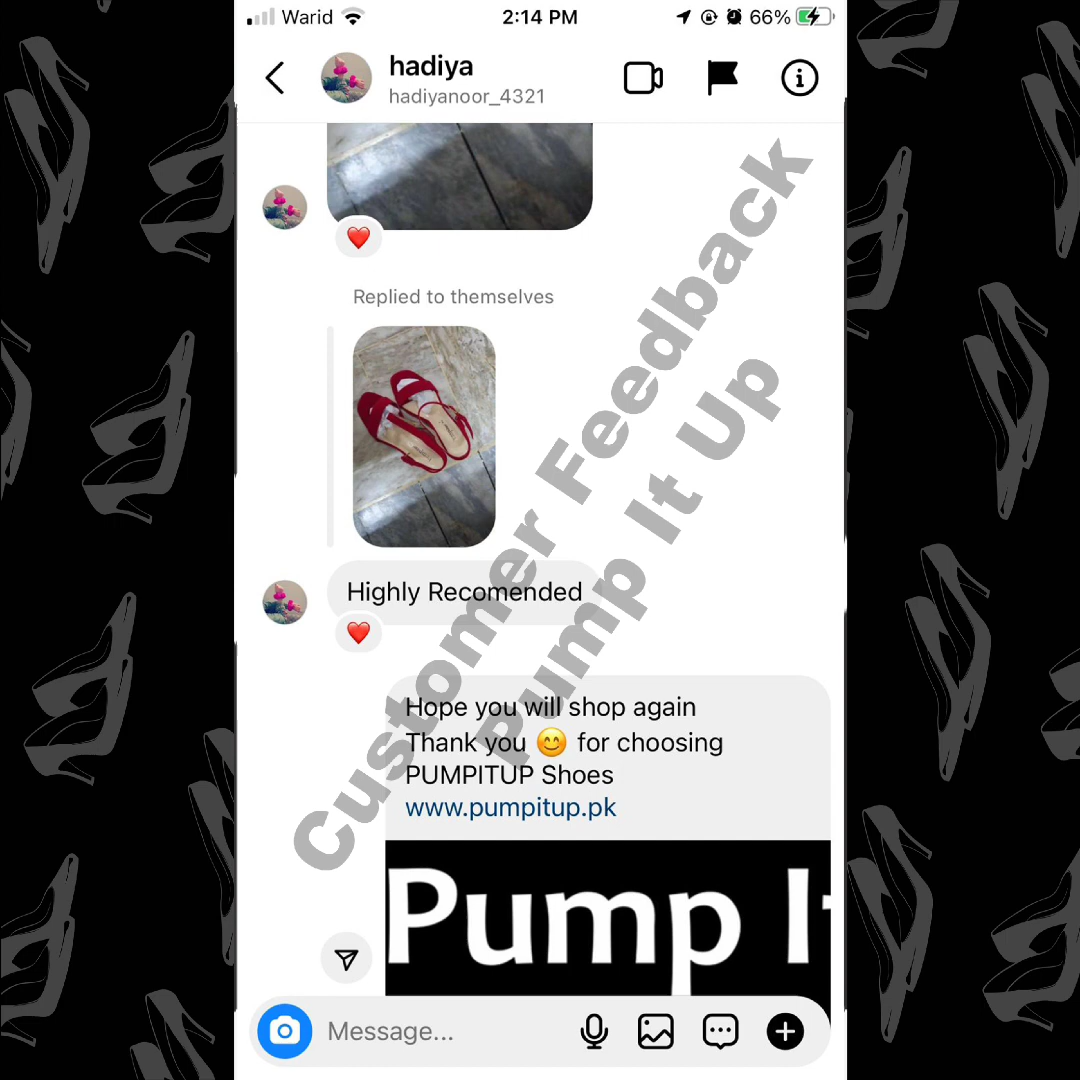 Warid
2:14 PM
66%
hadiya
hadiyanoor_4321
Replied to themselves
Highly Recomended
Hope you will shop again
Thank you 😊 for choosing
PUMPITUP Shoes
www.pumpitup.pk
Pump It
Message...
Customer Feedback
Pump It Up